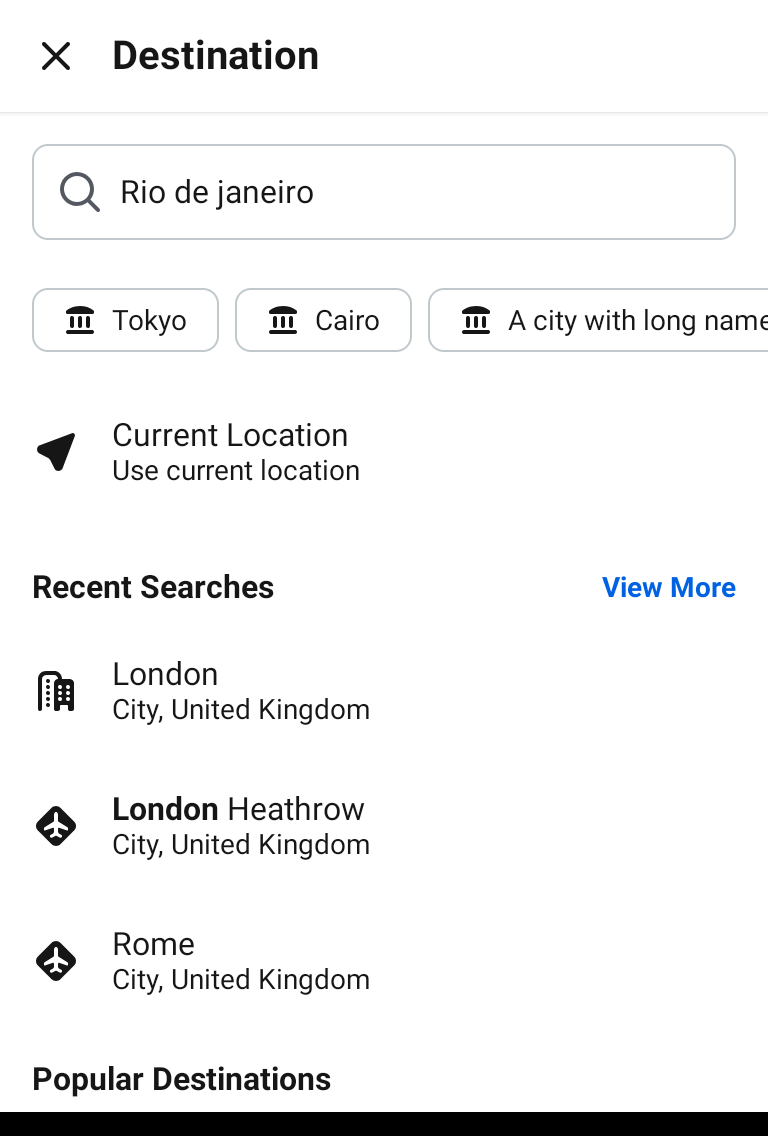 Destination
Rio de janeiro
Tokyo
Cairo
A city with long name
Current Location
Use current location
Recent Searches
View More
London
City, United Kingdom
London Heathrow
City, United Kingdom
Rome
City, United Kingdom
Popular Destinations